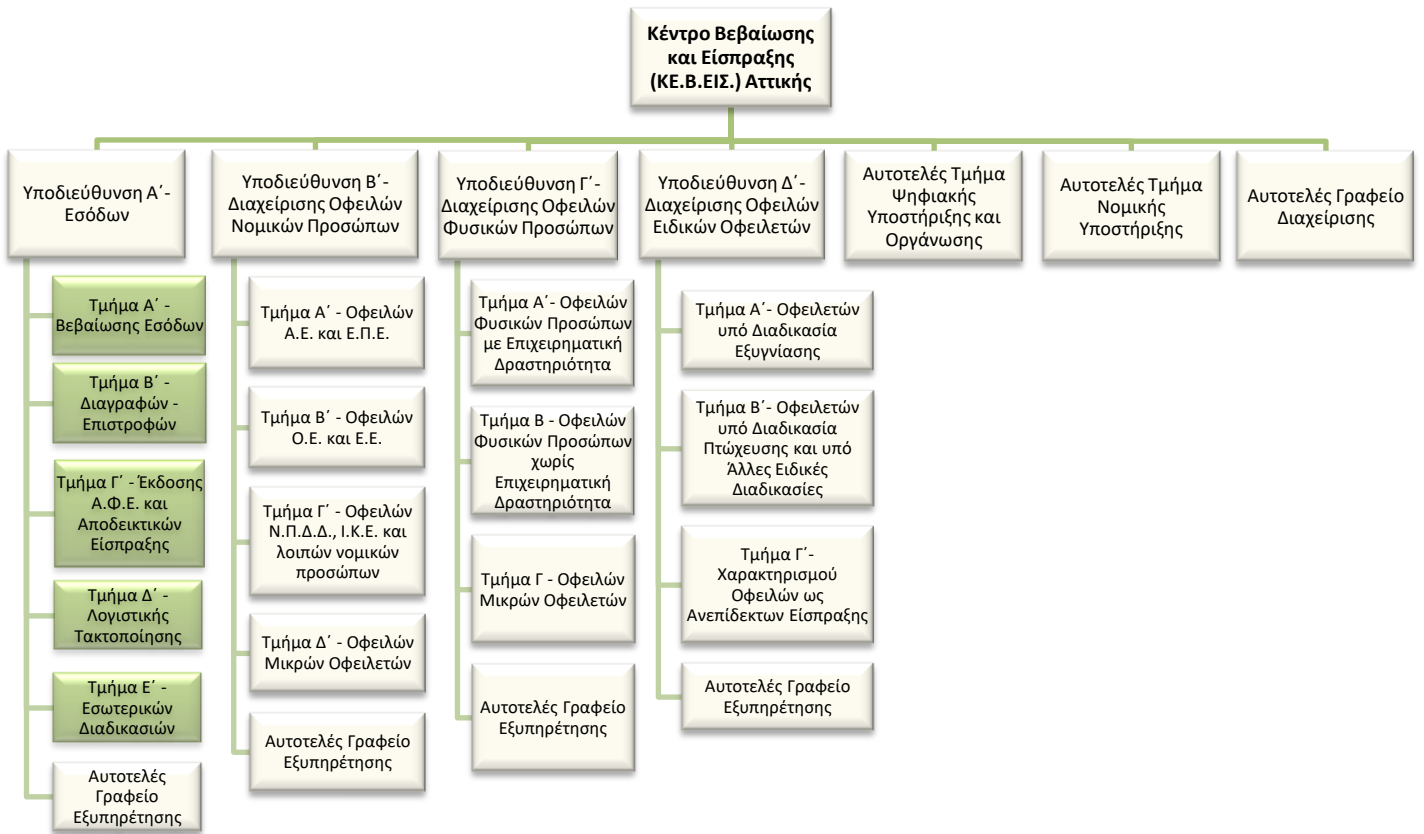 Κέντρο Βεβαίωσης
και Είσπραξης
(ΚΕ.Β.ΕΙΣ.) Αττικής
Υποδιεύθυνση Α΄-
Εσόδων
Τμήμα Α΄ -
Βεβαίωσης Εσόδων
Τμήμα Β΄ -
Διαγραφών -
Επιστροφών
Τμήμα Γ΄ - Έκδοσης
Α.Φ.Ε. και
Αποδεικτικών
Είσπραξης
Τμήμα Δ΄ -
Λογιστικής
Τακτοποίησης
Τμήμα Ε΄ -
Εσωτερικών
Διαδικασιών
Αυτοτελές
Γραφείο
Εξυπηρέτησης
Υποδιεύθυνση Β΄-
Διαχείρισης Οφειλών
Νομικών Προσώπων
Τμήμα Α΄ - Οφειλών
Α.Ε. και Ε.Π.Ε.
Τμήμα Β΄ - Οφειλών
Ο.Ε. και Ε.Ε.
Τμήμα Γ΄ - Οφειλών
Ν.Π.Δ.Δ., Ι.Κ.Ε. και
λοιπών νομικών
προσώπων
Τμήμα Δ΄ - Οφειλών
Μικρών Οφειλετών
Αυτοτελές Γραφείο
Εξυπηρέτησης
Υποδιεύθυνση Γ΄-
Διαχείρισης Οφειλών
Φυσικών Προσώπων
Τμήμα Α΄- Οφειλών
Φυσικών Προσώπων
με Επιχειρηματική
Δραστηριότητα
Τμήμα Β - Οφειλών
Φυσικών Προσώπων
χωρίς
Επιχειρηματική
Δραστηριότητα
Τμήμα Γ - Οφειλών
Μικρών Οφειλετών
Αυτοτελές Γραφείο
Εξυπηρέτησης
Υποδιεύθυνση Δ΄-
Διαχείρισης Οφειλών
Ειδικών Οφειλετών
Τμήμα Α΄- Οφειλετών
υπό Διαδικασία
Εξυγνίασης
Τμήμα Β΄- Οφειλετών
υπό Διαδικασία
Πτώχευσης και υπό
Άλλες Ειδικές
Διαδικασίες
Τμήμα Γ΄-
Χαρακτηρισμού
Οφειλών ως
Ανεπίδεκτων Είσπραξης
Αυτοτελές Γραφείο
Εξυπηρέτησης
Αυτοτελές Τμήμα
Ψηφιακής
Υποστήριξης και
Οργάνωσης
Αυτοτελές Τμήμα
Νομικής
Υποστήριξης
Αυτοτελές Γραφείο
Διαχείρισης